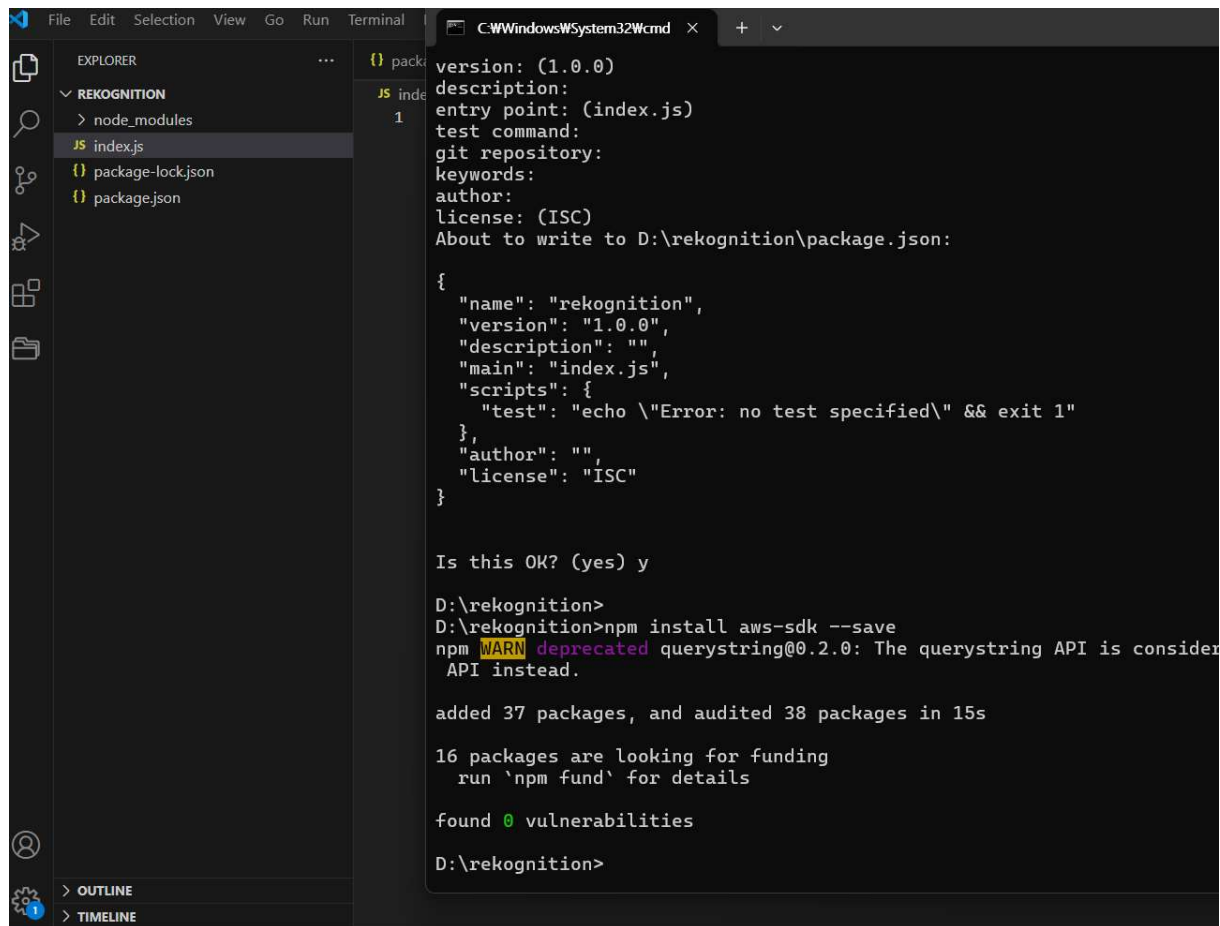 File Edit Selection View Go Run Terminal
EXPLORER ...
REKOGNITION
node_modules
JS index.js
{} package-lock.json
{} package.json
OUTLINE
TIMELINE
1
{} packa
JS inde
1
C:₩Windows₩System32₩cmd × +
version: (1.0.0)
description:
entry point: (index.js)
test command:
git repository:
keywords:
author:
license: (ISC)
About to write to D:\rekognition\package.json:
{
"name": "rekognition",
"version": "1.0.0",
"description": "",
"main": "index.js",
"scripts": {
"test": "echo \"Error: no test specified\" && exit 1"
},
"author": "",
"license": "ISC"
}
Is this OK? (yes) y
D:\rekognition>
D:\rekognition>npm install aws-sdk --save
npm WARN deprecated querystring@0.2.0: The querystring API is consider
API instead.
added 37 packages, and audited 38 packages in 15s
16 packages are looking for funding
run `npm fund` for details
found 0 vulnerabilities
D:\rekognition>